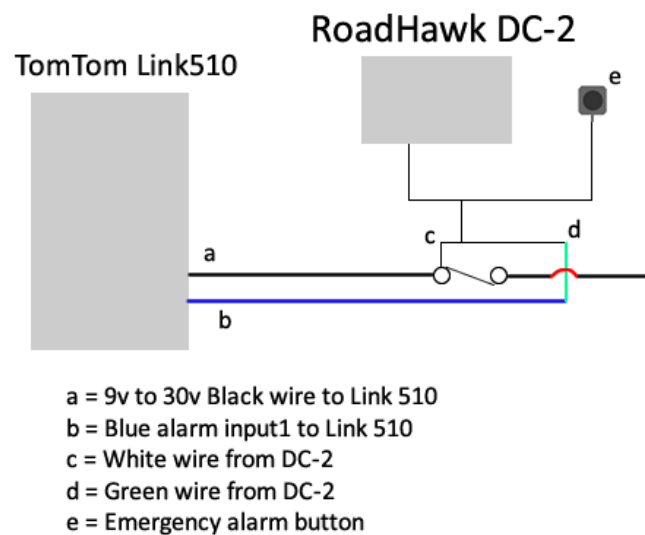 RoadHawk DC-2
TomTom Link510
e
c
d
a
b
a = 9v to 30v Black wire to Link 510
b = Blue alarm input1 to Link 510
c = White wire from DC-2
d = Green wire from DC-2
e = Emergency alarm button